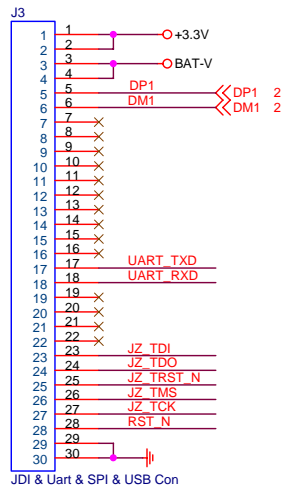 J3
1 1 +3.3V
2 2
3 3 BAT-V
4 4
5 5 DP1 DP1 2
6 6 DM1 DM1 2
7 7
8 8
9 9
10 10
11 11
12 12
13 13
14 14
15 15
16 16
17 17 UART_TXD
18 18 UART_RXD
19 19
20 20
21 21
22 22
23 23 JZ_TDI
24 24 JZ_TDO
25 25 JZ_TRST_N
26 26 JZ_TMS
27 27 JZ_TCK
28 28 RST_N
29 29
30 30
JDI & Uart & SPI & USB Con